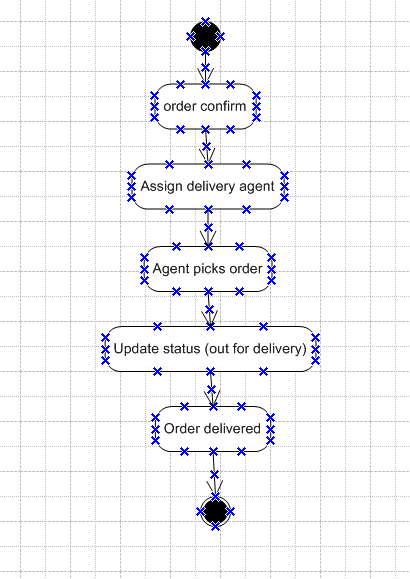 order confirm
Assign delivery agent
Agent picks order
Update status (out for delivery)
Order delivered